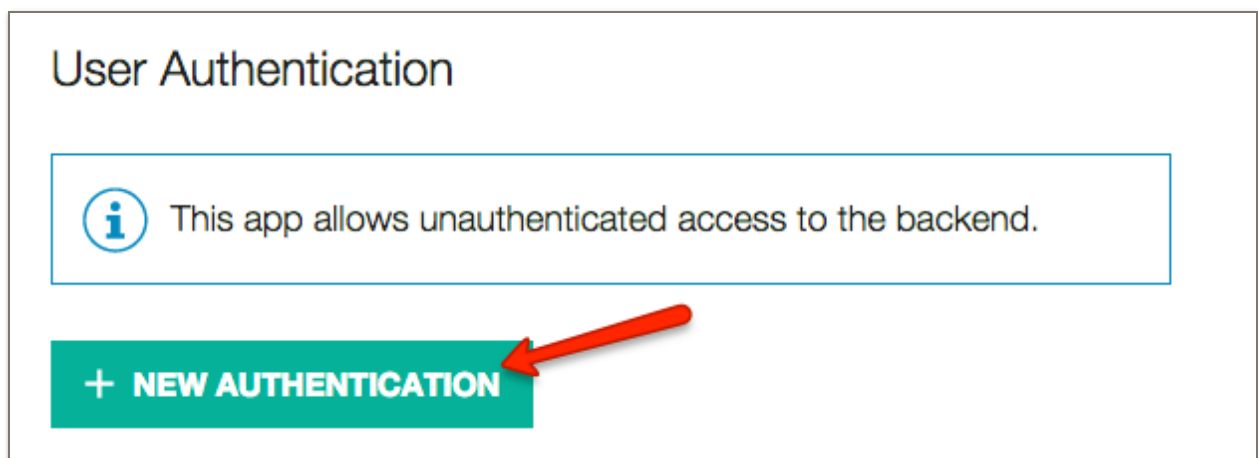 User Authentication
This app allows unauthenticated access to the backend.
+ NEW AUTHENTICATION